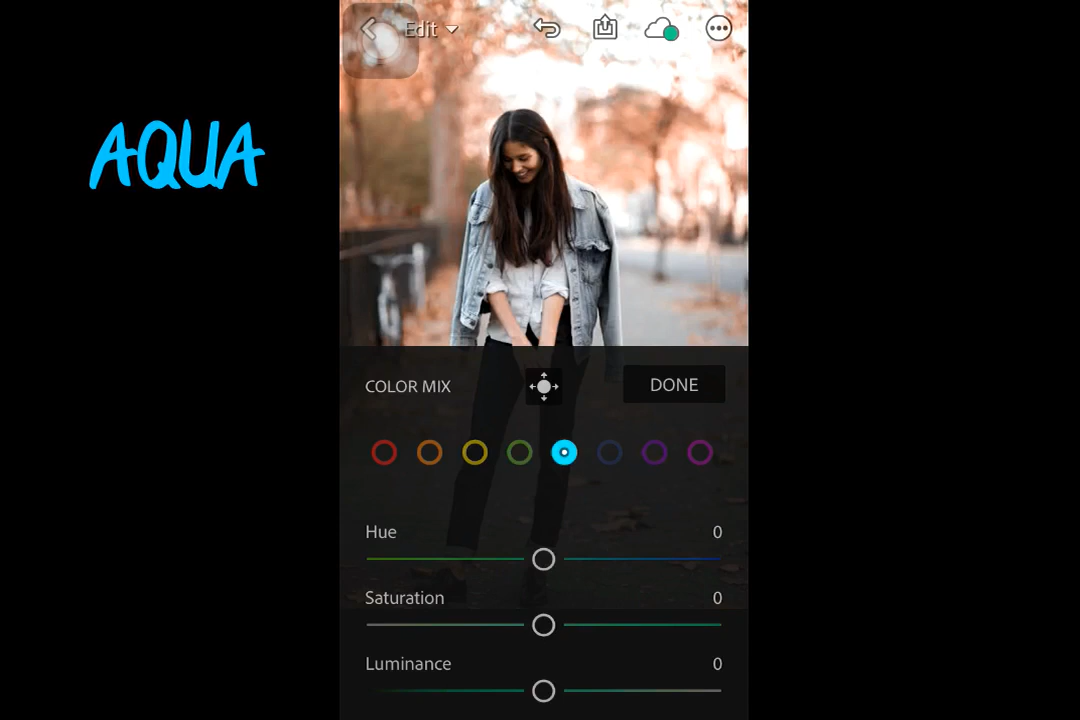 Edit
AQUA
COLOR MIX
DONE
Hue 0
Saturation 0
Luminance 0